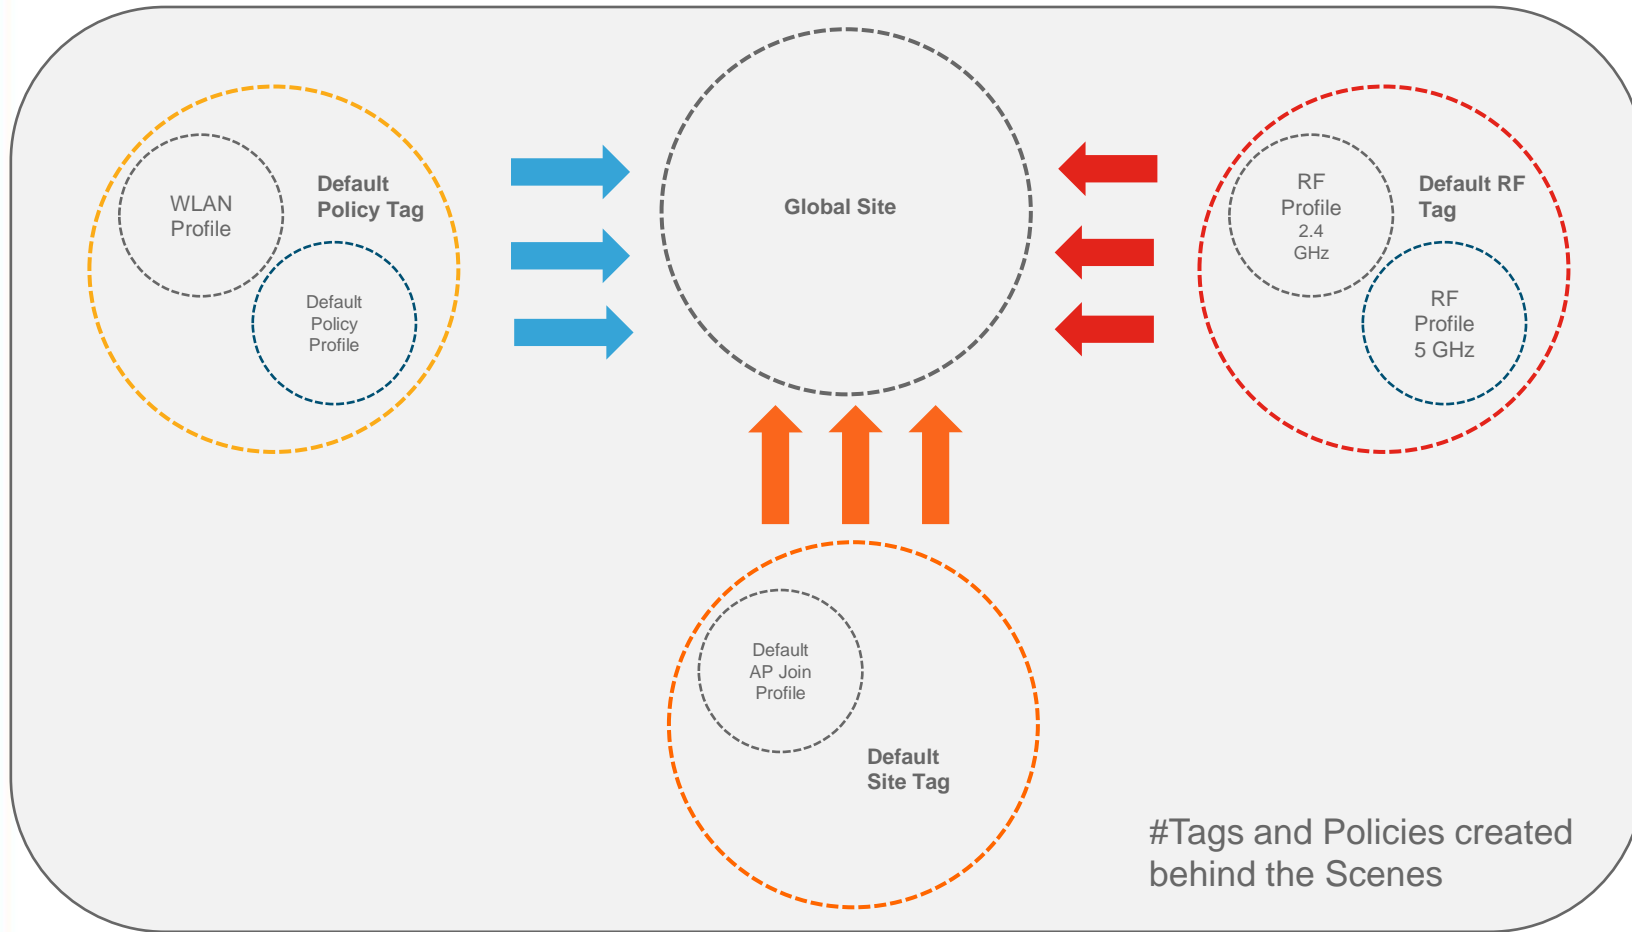 WLAN
Profile
Default
Policy Tag
Default
Policy
Profile
Global Site
RF
Profile
2.4
GHz
Default RF
Tag
RF
Profile
5 GHz
Default
AP Join
Profile
Default
Site Tag
#Tags and Policies created
behind the Scenes